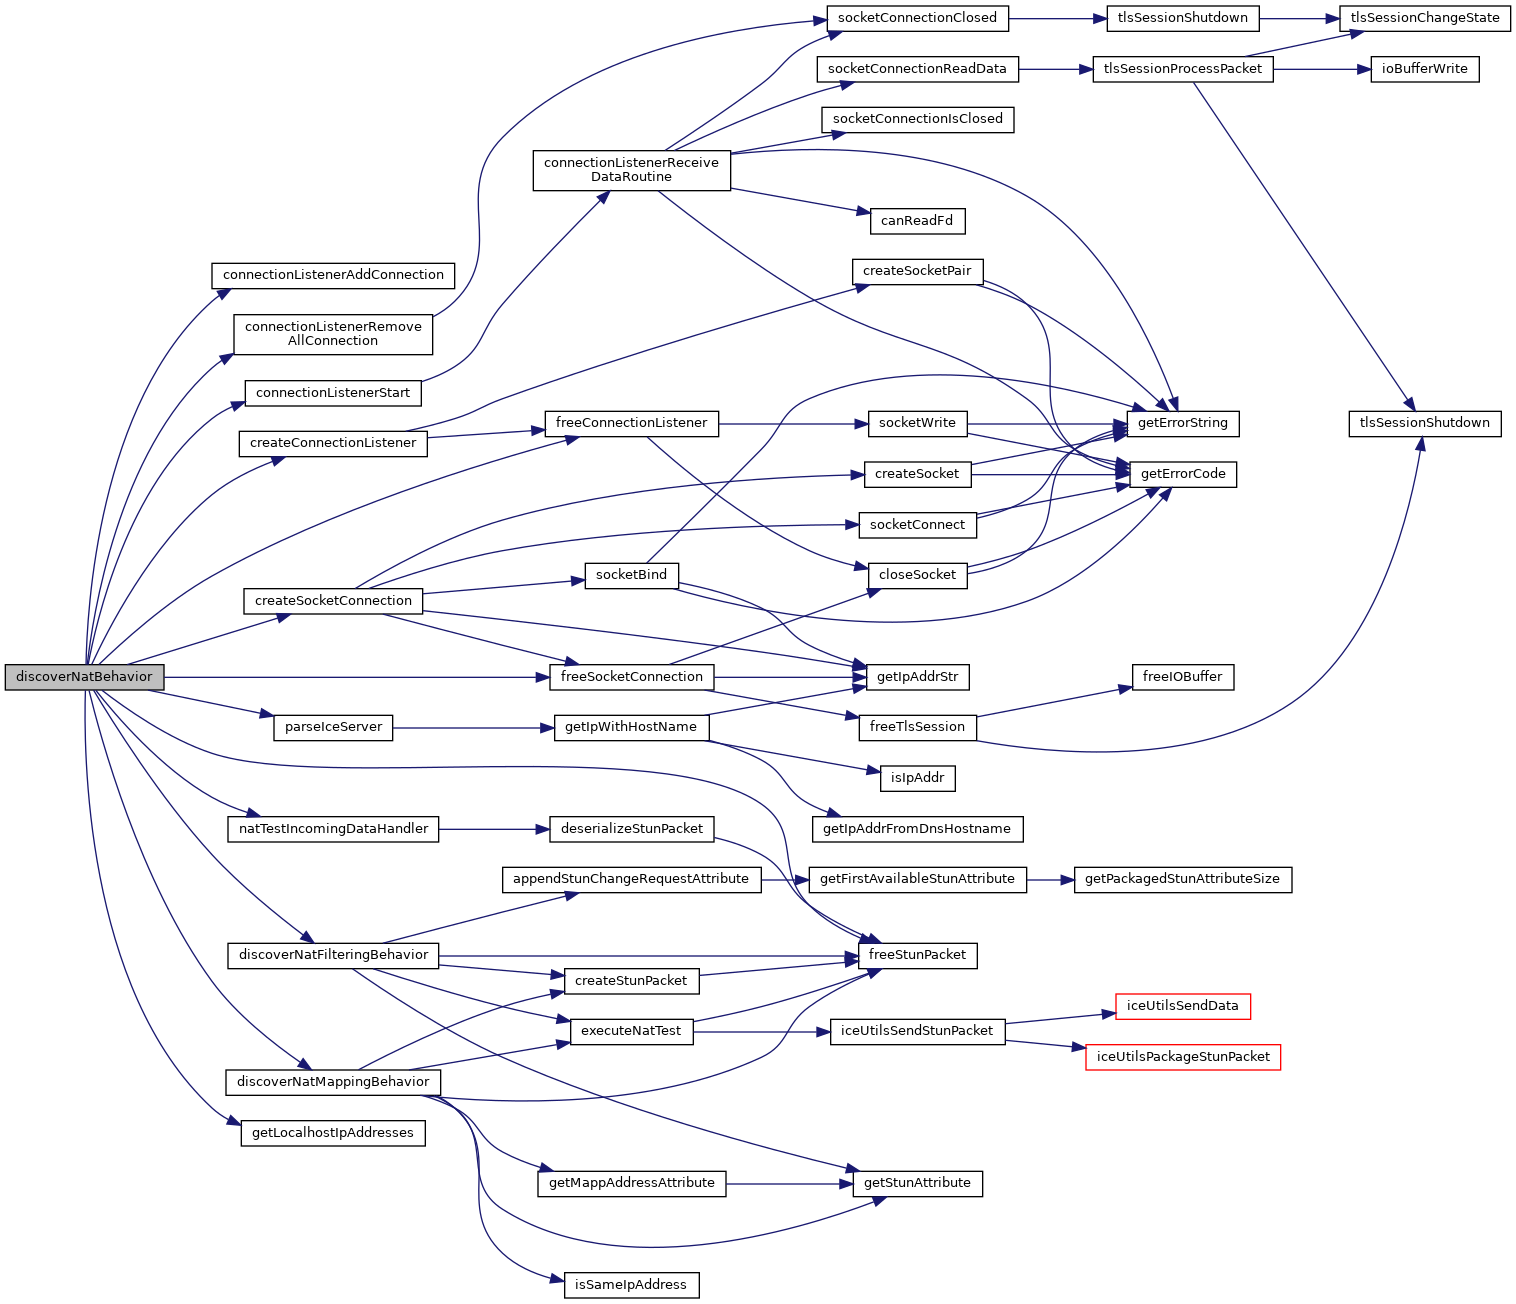 socketConnectionClosed
tlsSessionShutdown
tlsSessionChangeState
socketConnectionReadData
tlsSessionProcessPacket
ioBufferWrite
socketConnectionIsClosed
connectionListenerReceive
DataRoutine
canReadFd
connectionListenerAddConnection
createSocketPair
connectionListenerRemove
AllConnection
connectionListenerStart
createConnectionListener
freeConnectionListener
socketWrite
getErrorString
tlsSessionShutdown
createSocket
getErrorCode
socketConnect
socketBind
closeSocket
createSocketConnection
discoverNatBehavior
freeSocketConnection
getIpAddrStr
freeIOBuffer
parseIceServer
getIpWithHostName
freeTlsSession
isIpAddr
natTestIncomingDataHandler
deserializeStunPacket
getIpAddrFromDnsHostname
appendStunChangeRequestAttribute
getFirstAvailableStunAttribute
getPackagedStunAttributeSize
discoverNatFilteringBehavior
freeStunPacket
createStunPacket
iceUtilsSendData
executeNatTest
iceUtilsSendStunPacket
iceUtilsPackageStunPacket
discoverNatMappingBehavior
getLocalhostIpAddresses
getMappAddressAttribute
getStunAttribute
isSameIpAddress